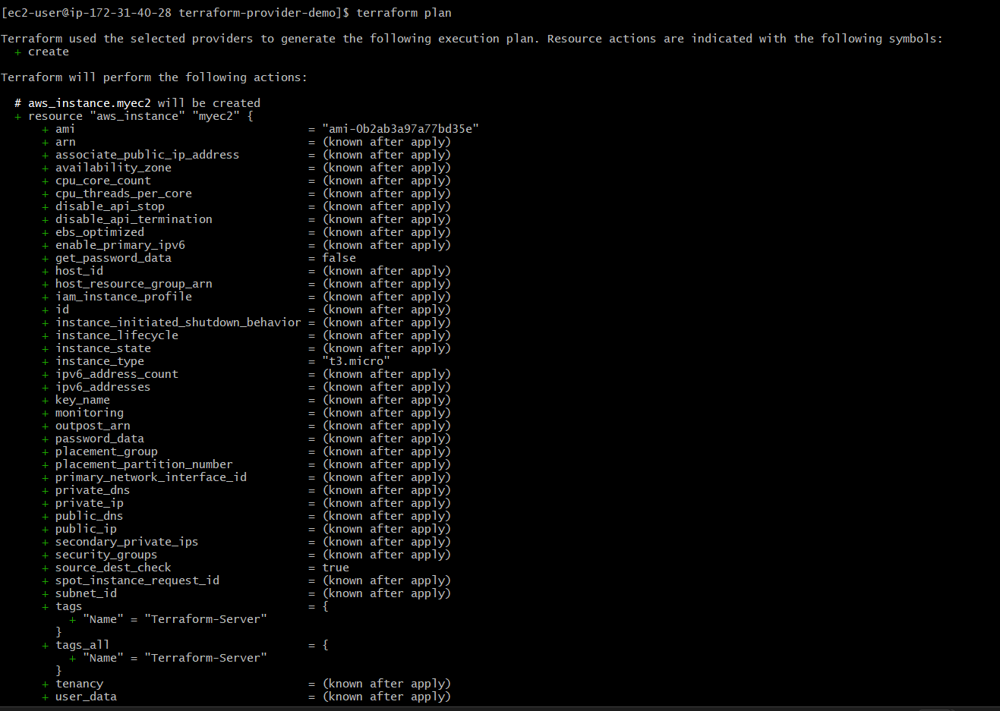 [ec2-user@ip-172-31-40-28 terraform-provider-demo]$ terraform plan
Terraform used the selected providers to generate the following execution plan. Resource actions are indicated with the following symbols:
+ create
Terraform will perform the following actions:
# aws_instance.myec2 will be created
+ resource "aws_instance" "myec2" {
+ ami = "ami-0b2ab3a97a77bd35e"
+ arn = (known after apply)
+ associate_public_ip_address = (known after apply)
+ availability_zone = (known after apply)
+ cpu_core_count = (known after apply)
+ cpu_threads_per_core = (known after apply)
+ disable_api_stop = (known after apply)
+ disable_api_termination = (known after apply)
+ ebs_optimized = (known after apply)
+ enable_primary_ipv6 = (known after apply)
+ get_password_data = false
+ host_id = (known after apply)
+ host_resource_group_arn = (known after apply)
+ iam_instance_profile = (known after apply)
+ id = (known after apply)
+ instance_initiated_shutdown_behavior = (known after apply)
+ instance_lifecycle = (known after apply)
+ instance_state = (known after apply)
+ instance_type = "t3.micro"
+ ipv6_address_count = (known after apply)
+ ipv6_addresses = (known after apply)
+ key_name = (known after apply)
+ monitoring = (known after apply)
+ outpost_arn = (known after apply)
+ password_data = (known after apply)
+ placement_group = (known after apply)
+ placement_partition_number = (known after apply)
+ primary_network_interface_id = (known after apply)
+ private_dns = (known after apply)
+ private_ip = (known after apply)
+ public_dns = (known after apply)
+ public_ip = (known after apply)
+ secondary_private_ips = (known after apply)
+ security_groups = (known after apply)
+ source_dest_check = true
+ spot_instance_request_id = (known after apply)
+ subnet_id = (known after apply)
+ tags = {
+ "Name" = "Terraform-Server"
}
+ tags_all = {
+ "Name" = "Terraform-Server"
}
+ tenancy = (known after apply)
+ user_data = (known after apply)